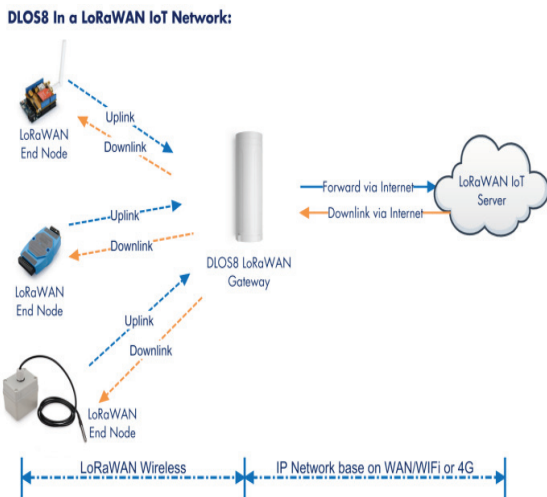 DLOS8 In a LoRaWAN IoT Network:
LoRaWAN
End Node
Uplink
Downlink
LoRaWAN
End Node
Uplink
Downlink
LoRaWAN
End Node
Uplink
Downlink
DLOS8 LoRaWAN
Gateway
Forward via Internet
Downlink via Internet
LoRaWAN IoT
Server
LoRaWAN Wireless
IP Network base on WAN/WIFi or 4G